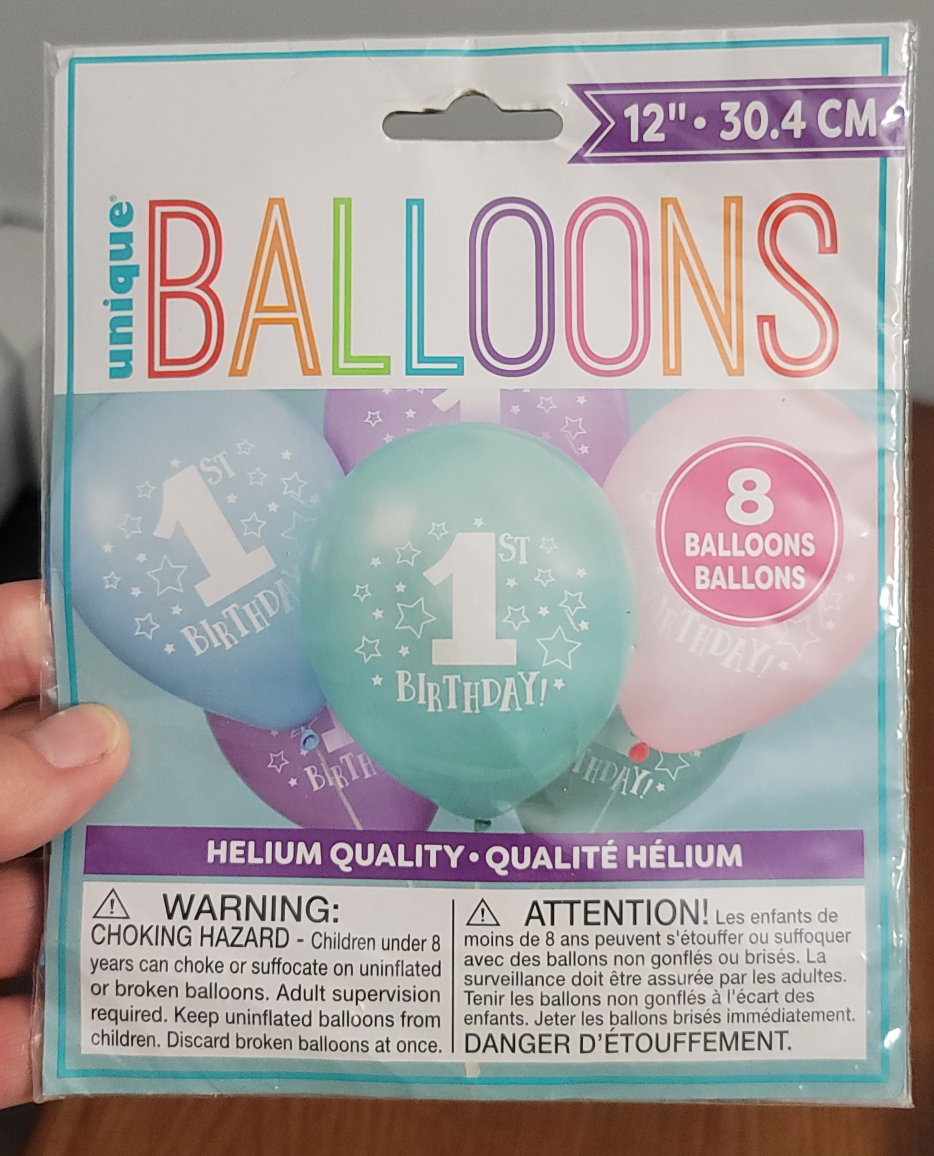 12" • 30.4 CM
unique®
BALLOONS
1ST
BIRTHDA
1ST
BIRTHDAY!
8
BALLOONS
BALLONS
BIRTHDAY!
BIRTH
THDAY!
HELIUM QUALITY • QUALITÉ HÉLIUM
WARNING:
CHOKING HAZARD - Children under 8
years can choke or suffocate on uninflated
or broken balloons. Adult supervision
required. Keep uninflated balloons from
children. Discard broken balloons at once.
ATTENTION! Les enfants de
moins de 8 ans peuvent s'étouffer ou suffoquer
avec des ballons non gonflés ou brisés. La
surveillance doit être assurée par les adultes.
Tenir les ballons non gonflés à l'écart des
enfants. Jeter les ballons brisés immédiatement.
DANGER D'ÉTOUFFEMENT.